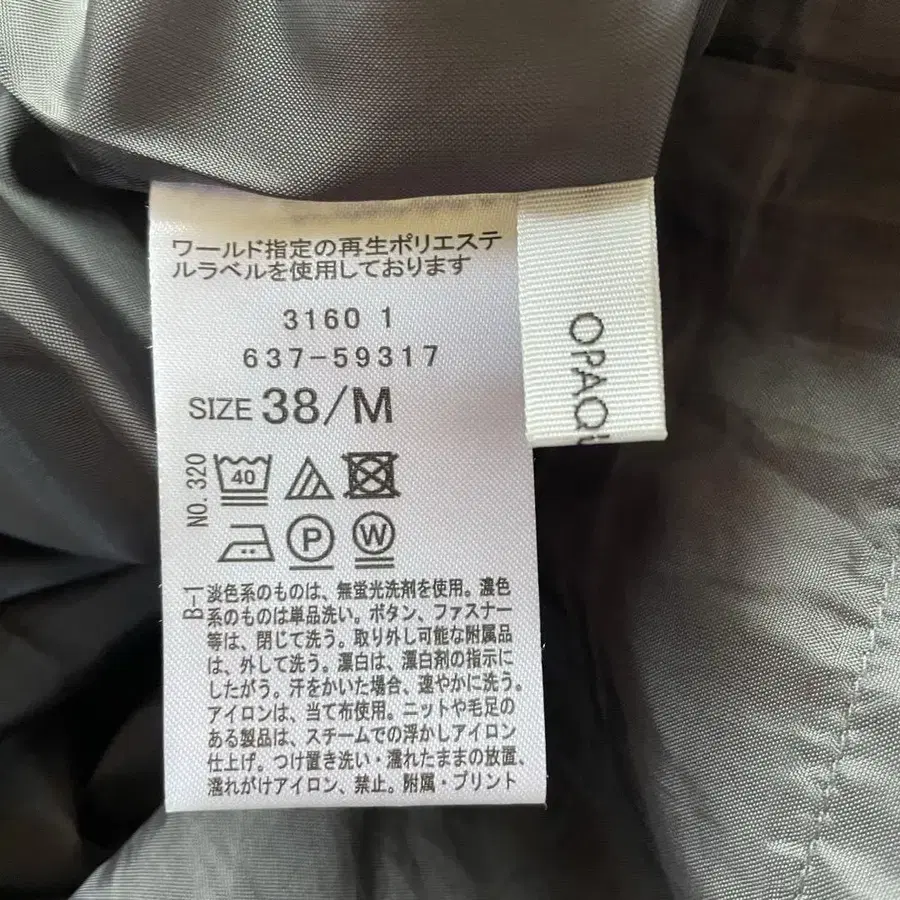 ワールド指定の再生ポリエステ
ルラベルを使用しております
3160 1
637-59317
SIZE 38/M
NO. 320
40
P
W
B-1
淡色系のものは、無蛍光洗剤を使用。濃色
系のものは単品洗い。ボタン、ファスナー
等は、閉じて洗う。取り外し可能な附属品
は、外して洗う。漂白は、漂白剤の指示に
したがう。汗をかいた場合、速やかに洗う。
アイロンは、当て布使用。ニットや毛足の
ある製品は、スチームでの浮かしアイロン
仕上げ。つけ置き洗い・濡れたままの放置、
濡れがけアイロン、禁止。附属・プリント
OPAQU